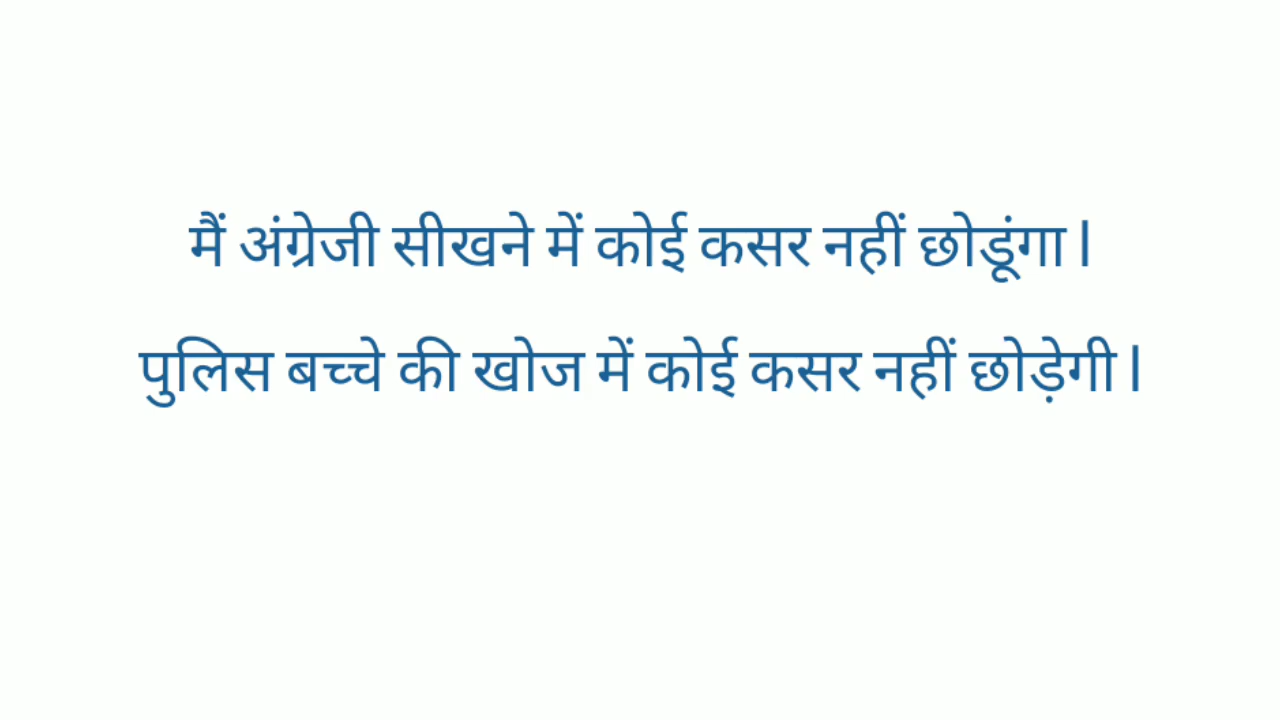 मैं अंग्रेजी सीखने में कोई कसर नहीं छोडूंगा।
पुलिस बच्चे की खोज में कोई कसर नहीं छोड़ेगी।